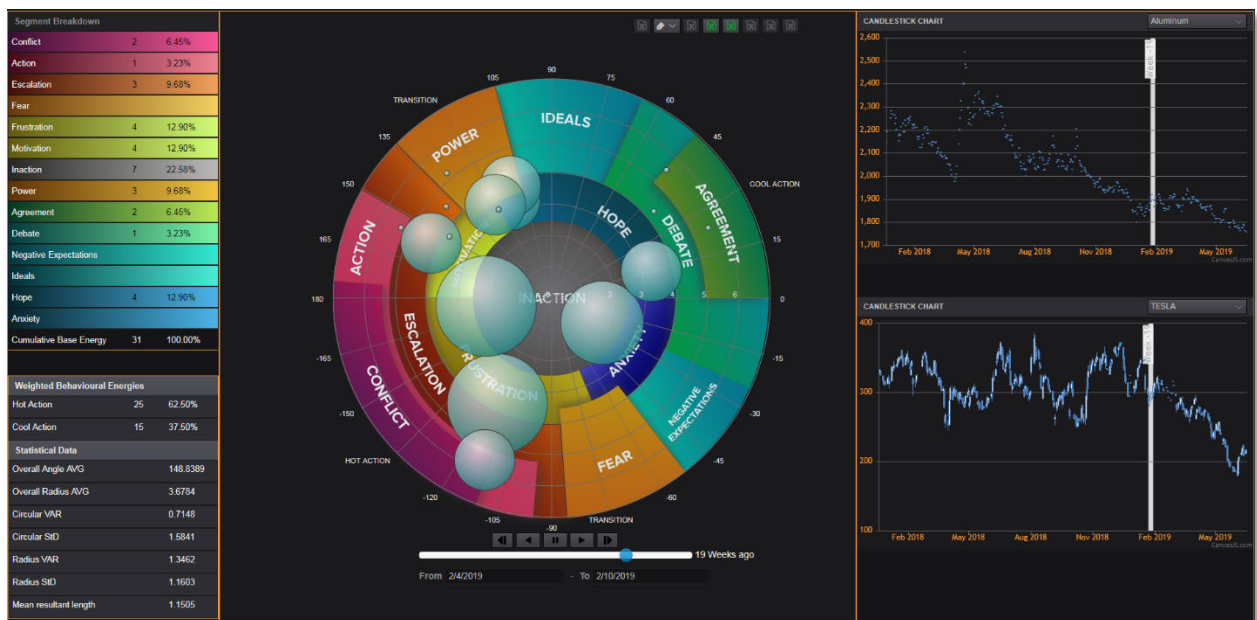 Segment Breakdown
Conflict 2 6.45%
Action 1 3.23%
Escalation 3 9.68%
Fear
Frustration 4 12.90%
Motivation 4 12.90%
Inaction 7 22.58%
Power 3 9.68%
Agreement 2 6.45%
Debate 1 3.23%
Negative Expectations
Ideals
Hope 4 12.90%
Anxiety
Cumulative Base Energy 31 100.00%
Weighted Behavioural Energies
Hot Action 25 62.50%
Cool Action 15 37.50%
Statistical Data
Overall Angle AVG 148.8389
Overall Radius AVG 3.6784
Circular VAR 0.7148
Circular StD 1.5841
Radius VAR 1.3462
Radius StD 1.1603
Mean resultant length 1.1505
90
105
75
TRANSITION
60
135
45
150
COOL ACTION
165
15
180
0
-165
-15
-150
-30
HOT ACTION
-45
-120
-60
-105
TRANSITION
-90
IDEALS
POWER
AGREEMENT
HOPE
DEBATE
ACTION
MOTIVATION
INACTION
2 3 4 5 6
ESCALATION
FRUSTRATION
ANXIETY
CONFLICT
NEGATIVE
EXPECTATIONS
FEAR
19 Weeks ago
From 2/4/2019 - To 2/10/2019
CANDLESTICK CHART Aluminum
2,600
2,500
2,400
2,300
2,200
2,100
2,000
1,900
1,800
1,700
Week -19
Feb 2018 May 2018 Aug 2018 Nov 2018 Feb 2019 May 2019
CanvasJS.com
CANDLESTICK CHART TESLA
400
300
200
100
Week -19
Feb 2018 May 2018 Aug 2018 Nov 2018 Feb 2019 May 2019
CanvasJS.com